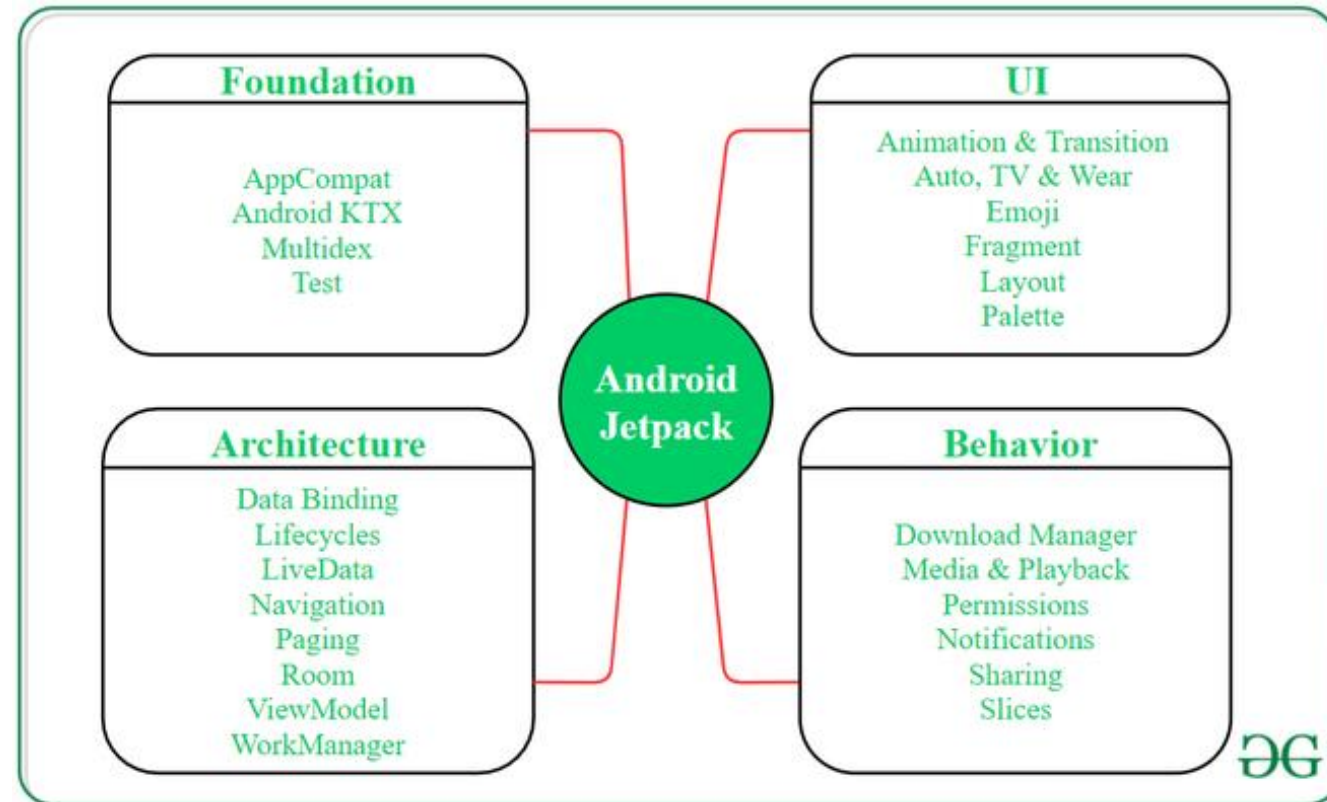 Foundation
AppCompat
Android KTX
Multidex
Test
UI
Animation & Transition
Auto, TV & Wear
Emoji
Fragment
Layout
Palette
Android
Jetpack
Architecture
Data Binding
Lifecycles
LiveData
Navigation
Paging
Room
ViewModel
WorkManager
Behavior
Download Manager
Media & Playback
Permissions
Notifications
Sharing
Slices